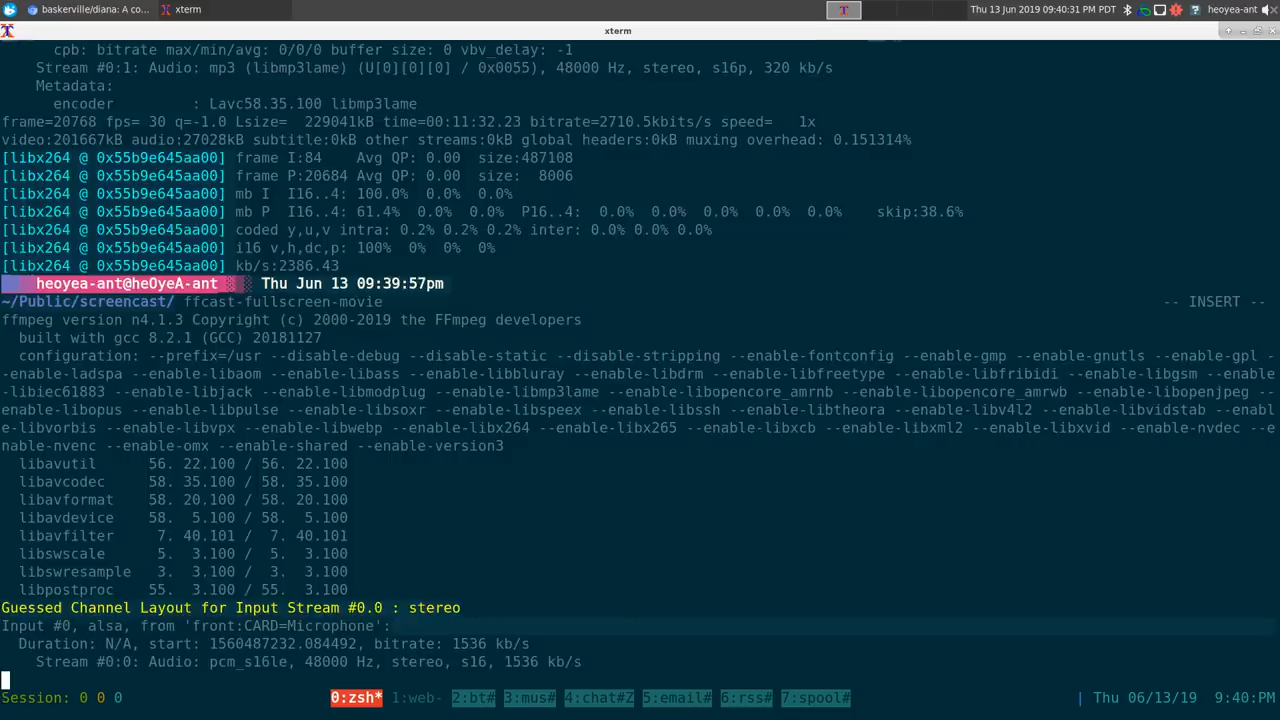 baskerville/diana: A co... xterm Thu 13 Jun 2019 09:40:31 PM PDT heoyea-ant
xterm
cpb: bitrate max/min/avg: 0/0/0 buffer size: 0 vbv_delay: -1
Stream #0:1: Audio: mp3 (libmp3lame) (U[0][0][0] / 0x0055), 48000 Hz, stereo, s16p, 320 kb/s
Metadata:
encoder : Lavc58.35.100 libmp3lame
frame=20768 fps= 30 q=-1.0 Lsize= 229041kB time=00:11:32.23 bitrate=2710.5kbits/s speed= 1x
video:201667kB audio:27028kB subtitle:0kB other streams:0kB global headers:0kB muxing overhead: 0.151314%
[libx264 @ 0x55b9e645aa00] frame I:84 Avg QP: 0.00 size:487108
[libx264 @ 0x55b9e645aa00] frame P:20684 Avg QP: 0.00 size: 8006
[libx264 @ 0x55b9e645aa00] mb I I16..4: 100.0% 0.0% 0.0%
[libx264 @ 0x55b9e645aa00] mb P I16..4: 61.4% 0.0% 0.0% P16..4: 0.0% 0.0% 0.0% 0.0% 0.0% skip:38.6%
[libx264 @ 0x55b9e645aa00] coded y,u,v intra: 0.2% 0.2% 0.2% inter: 0.0% 0.0% 0.0%
[libx264 @ 0x55b9e645aa00] i16 v,h,dc,p: 100% 0% 0% 0%
[libx264 @ 0x55b9e645aa00] kb/s:2386.43
heoyea-ant@heOyeA-ant Thu Jun 13 09:39:57pm
~/Public/screencast/ ffcast-fullscreen-movie -- INSERT --
ffmpeg version n4.1.3 Copyright (c) 2000-2019 the FFmpeg developers
built with gcc 8.2.1 (GCC) 20181127
configuration: --prefix=/usr --disable-debug --disable-static --disable-stripping --enable-fontconfig --enable-gmp --enable-gnutls --enable-gpl -
-enable-ladspa --enable-libaom --enable-libass --enable-libbluray --enable-libdrm --enable-libfreetype --enable-libfribidi --enable-libgsm --enable
-libiec61883 --enable-libjack --enable-libmodplug --enable-libmp3lame --enable-libopencore_amrnb --enable-libopencore_amrwb --enable-libopenjpeg --
enable-libopus --enable-libpulse --enable-libsoxr --enable-libspeex --enable-libssh --enable-libtheora --enable-libv4l2 --enable-libvidstab --enabl
e-libvorbis --enable-libvpx --enable-libwebp --enable-libx264 --enable-libx265 --enable-libxcb --enable-libxml2 --enable-libxvid --enable-nvdec --e
nable-nvenc --enable-omx --enable-shared --enable-version3
libavutil 56. 22.100 / 56. 22.100
libavcodec 58. 35.100 / 58. 35.100
libavformat 58. 20.100 / 58. 20.100
libavdevice 58. 5.100 / 58. 5.100
libavfilter 7. 40.101 / 7. 40.101
libswscale 5. 3.100 / 5. 3.100
libswresample 3. 3.100 / 3. 3.100
libpostproc 55. 3.100 / 55. 3.100
Guessed Channel Layout for Input Stream #0.0 : stereo
Input #0, alsa, from 'front:CARD=Microphone':
Duration: N/A, start: 1560487232.084492, bitrate: 1536 kb/s
Stream #0:0: Audio: pcm_s16le, 48000 Hz, stereo, s16, 1536 kb/s
Session: 0 0 0 0:zsh* 1:web- 2:bt# 3:mus# 4:chat#Z 5:email# 6:rss# 7:spool# | Thu 06/13/19 9:40:PM